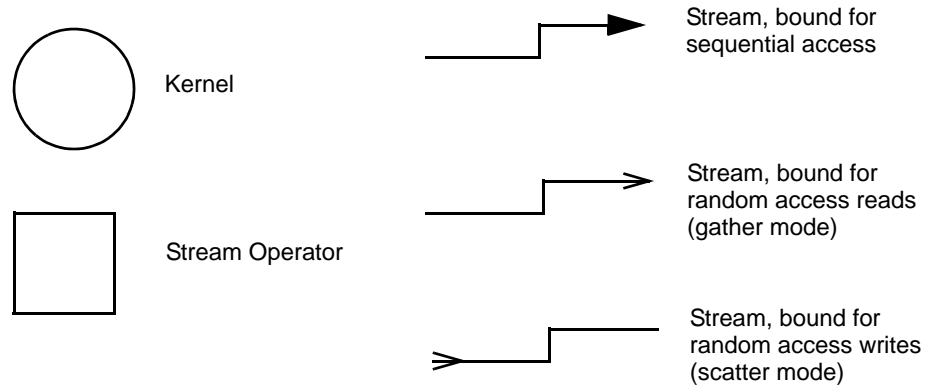 Kernel
Stream Operator
Stream, bound for
sequential access
Stream, bound for
random access reads
(gather mode)
Stream, bound for
random access writes
(scatter mode)